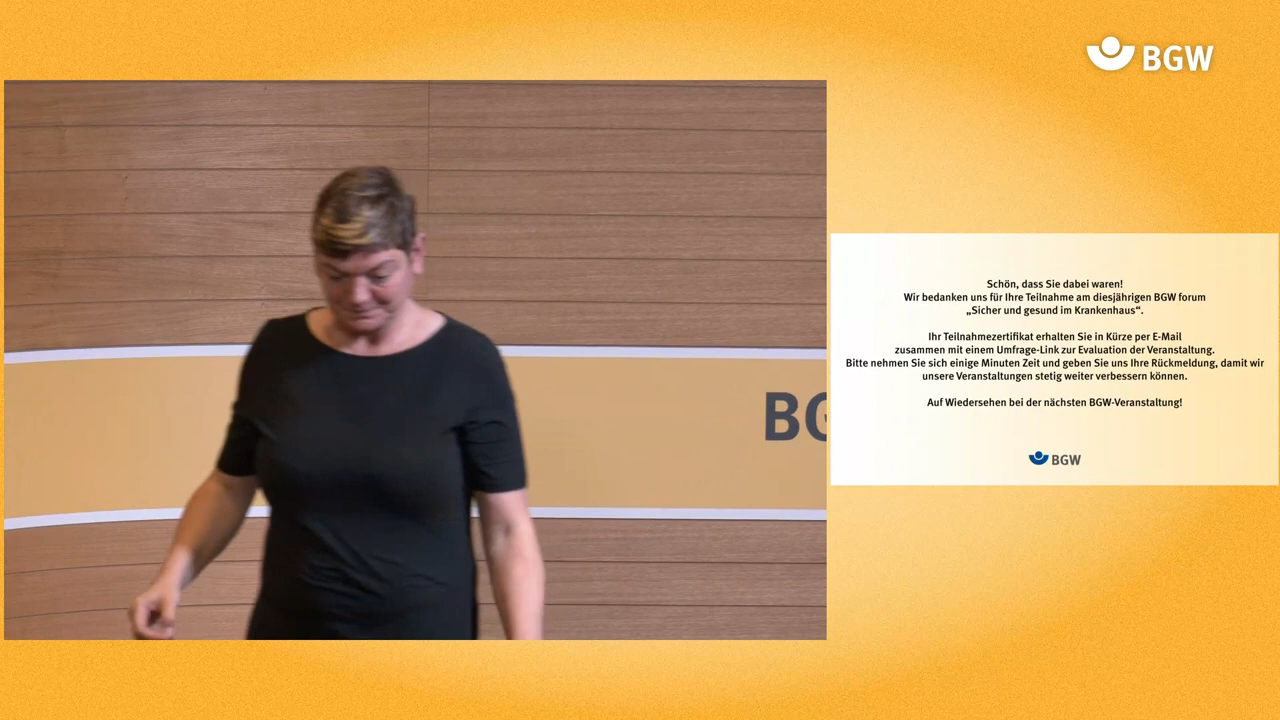 BGW
BG
Schön, dass Sie dabei waren!
Wir bedanken uns für Ihre Teilnahme am diesjährigen BGW forum
„Sicher und gesund im Krankenhaus“.
Ihr Teilnahmezertifikat erhalten Sie in Kürze per E-Mail
zusammen mit einem Umfrage-Link zur Evaluation der Veranstaltung.
Bitte nehmen Sie sich einige Minuten Zeit und geben Sie uns Ihre Rückmeldung, damit wir
unsere Veranstaltungen stetig weiter verbessern können.
Auf Wiedersehen bei der nächsten BGW-Veranstaltung!
BGW